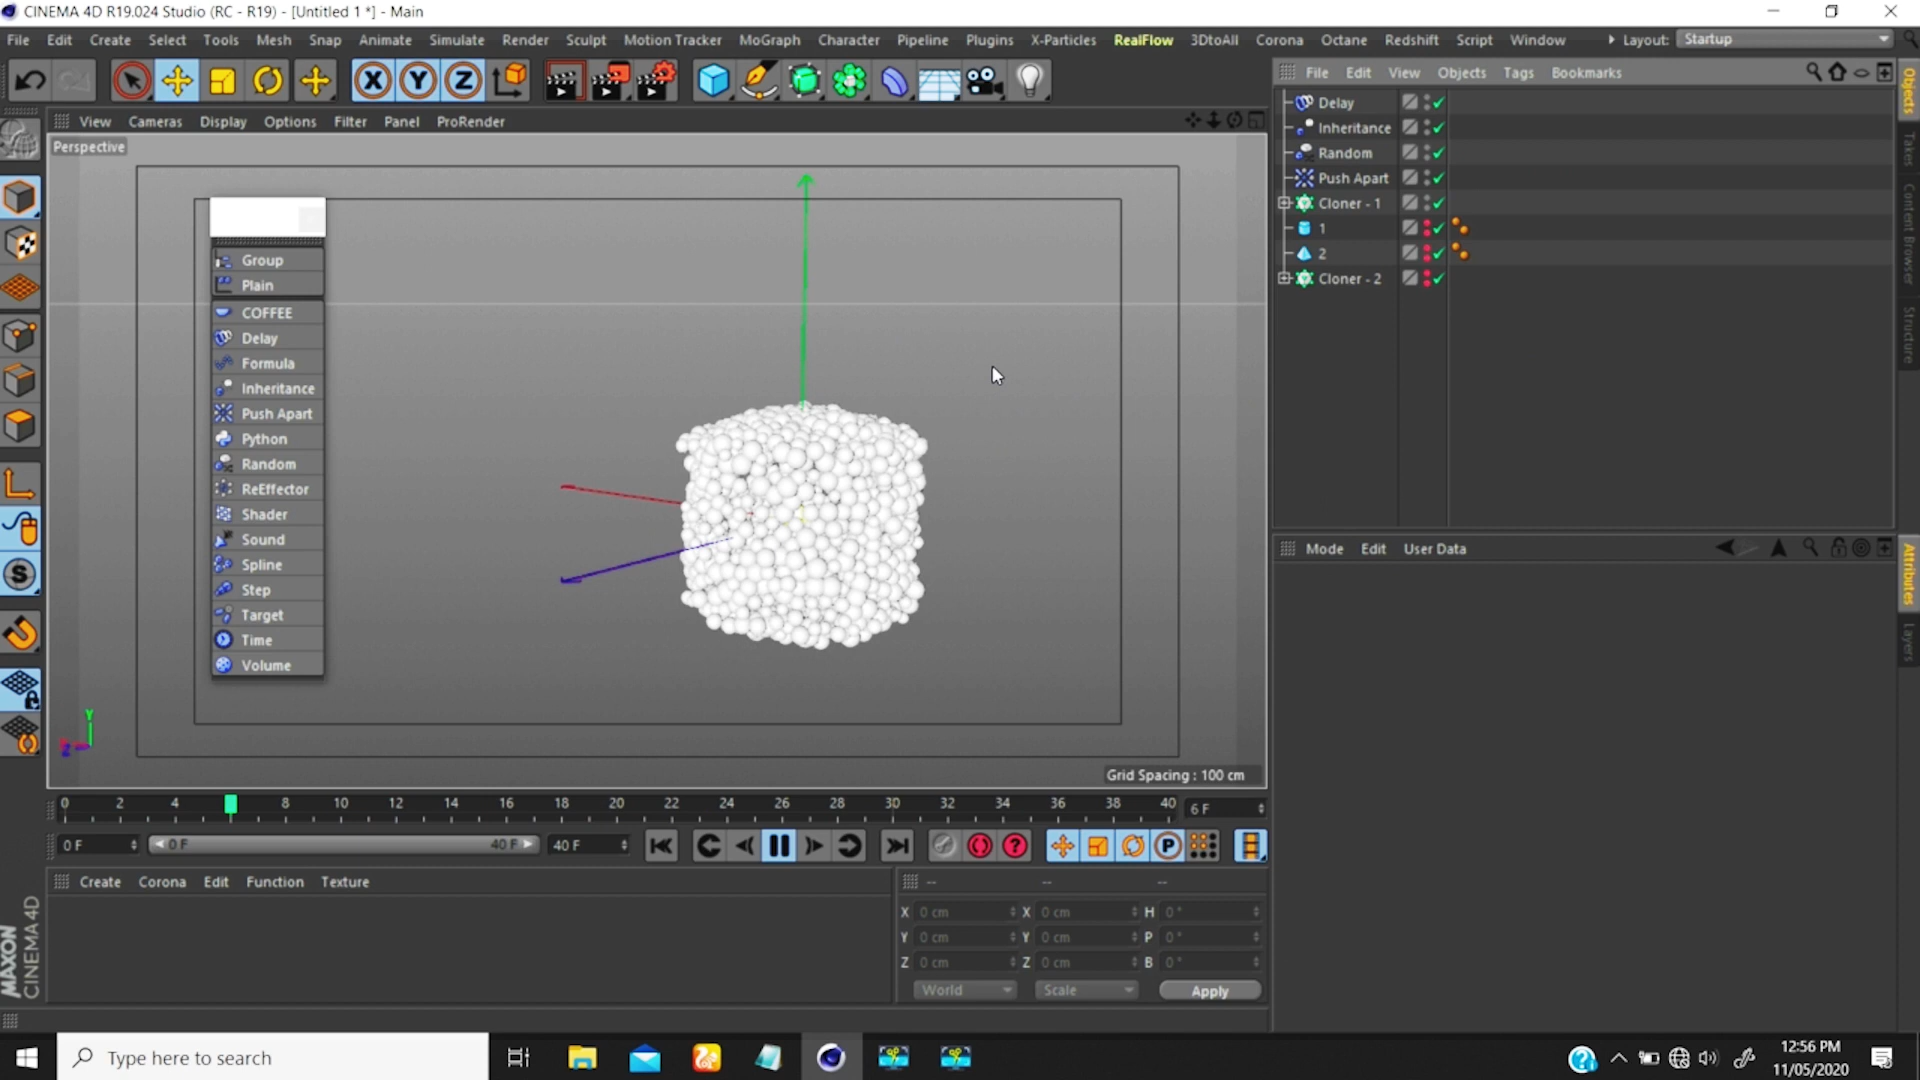 CINEMA 4D R19.024 Studio (RC - R19) - [Untitled 1 *] - Main
File Edit Create Select Tools Mesh Snap Animate Simulate Render Sculpt Motion Tracker MoGraph Character Pipeline Plugins X-Particles RealFlow 3DtoAll Corona Octane Redshift Script Window Layout: Startup
X Y Z
File Edit View Objects Tags Bookmarks
Delay
Inheritance
Random
Push Apart
Cloner - 1
1
2
Cloner - 2
Objects
Takes
Content Browser
Structure
View Cameras Display Options Filter Panel ProRender
Perspective
Group
Plain
COFFEE
Delay
Formula
Inheritance
Push Apart
Python
Random
ReEffector
Shader
Sound
Spline
Step
Target
Time
Volume
Y
Z
Grid Spacing : 100 cm
Mode Edit User Data
Attributes
Layers
0 2 4 8 10 12 14 16 18 20 22 24 26 28 30 32 34 36 38 40 6 F
0 F 0 F 40 F 40 F
Create Corona Edit Function Texture
-- -- --
X 0 cm X 0 cm H 0 °
Y 0 cm Y 0 cm P 0 °
Z 0 cm Z 0 cm B 0 °
World Scale Apply
MAXON
CINEMA 4D
Type here to search
12:56 PM
11/05/2020